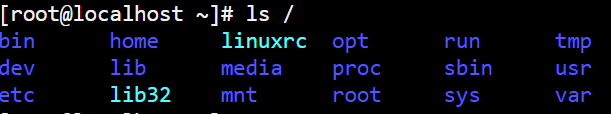 [root@localhost ~]# ls /
bin home linuxrc opt run tmp
dev lib media proc sbin usr
etc lib32 mnt root sys var